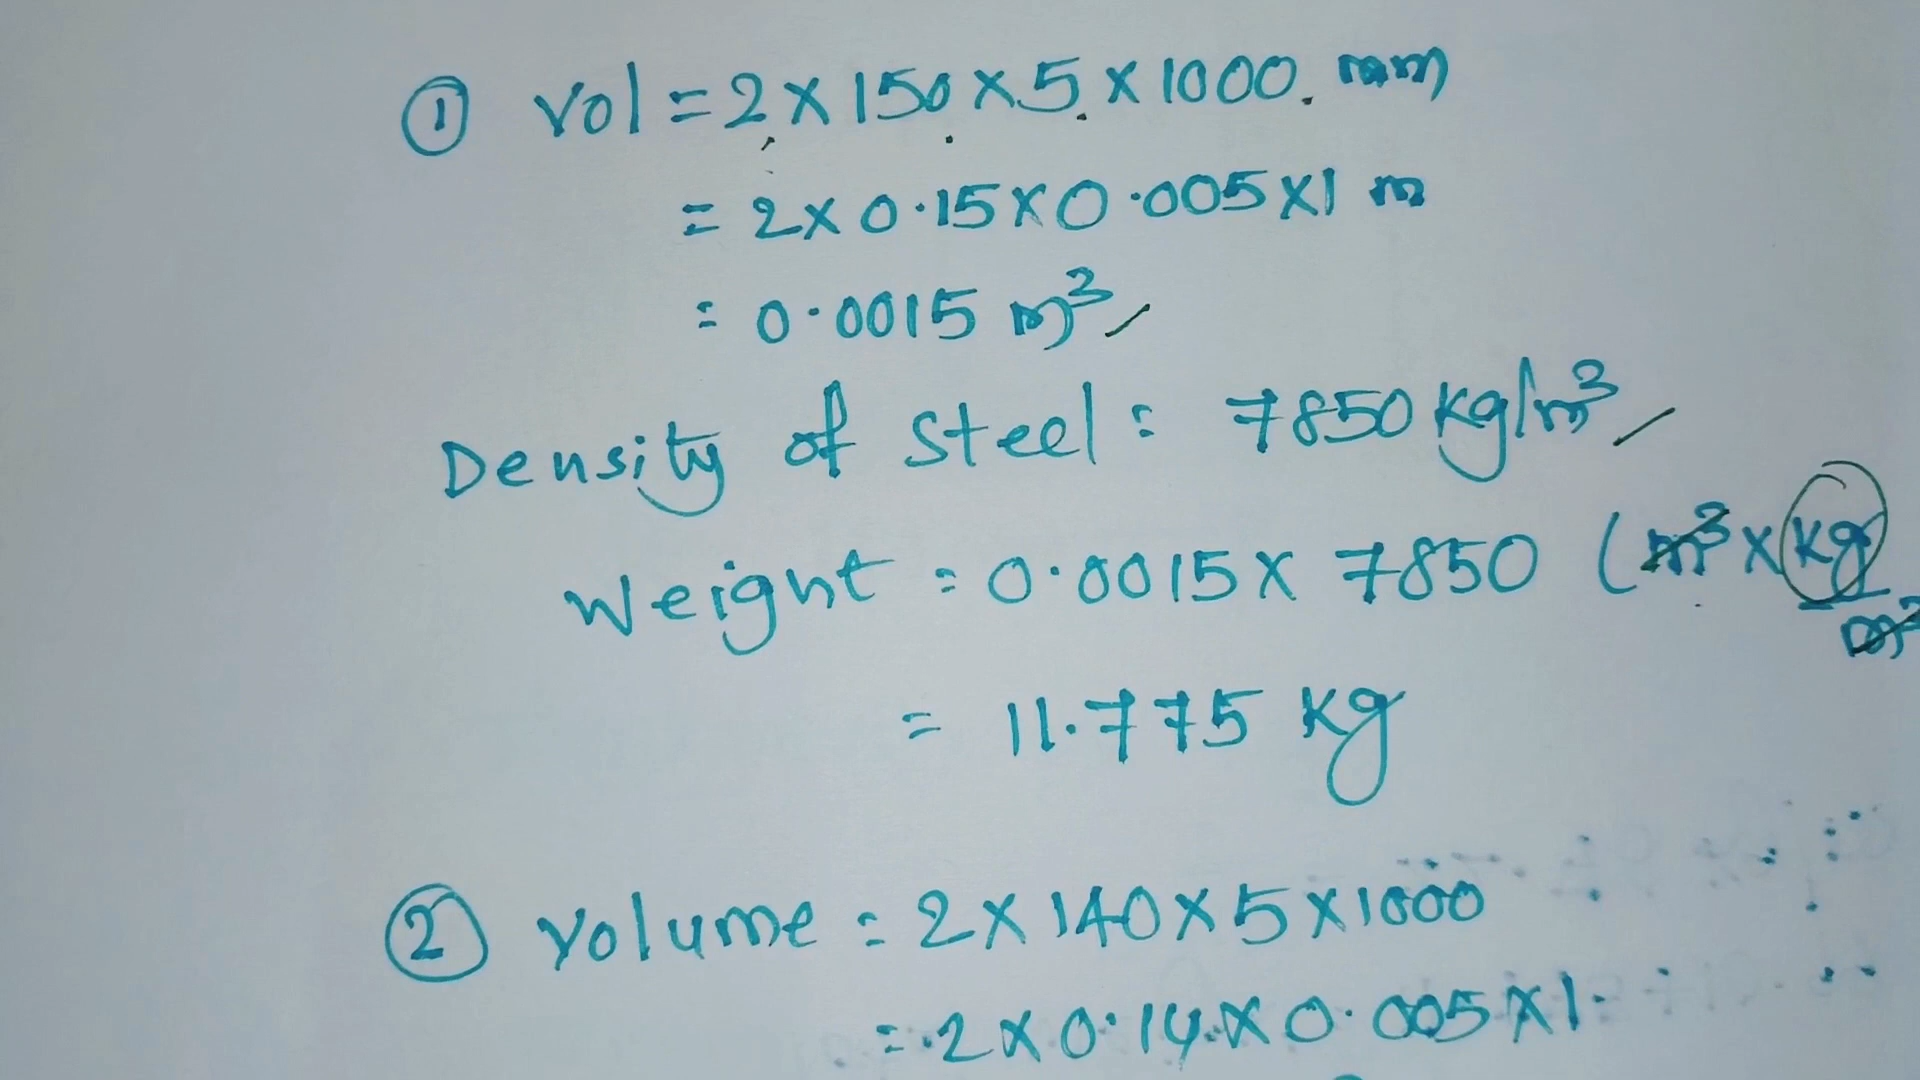 ① Vol = 2 x 150 x 5 x 1000. mm
= 2 x 0.15 x 0.005 x 1 m
= 0.0015 m³
Density of steel = 7850 kg/m³
Weight = 0.0015 x 7850 (m³ x kg/m³
= 11.775 kg
② Volume = 2 x 140 x 5 x 1000
= 2 x 0.14 x 0.005 x 1